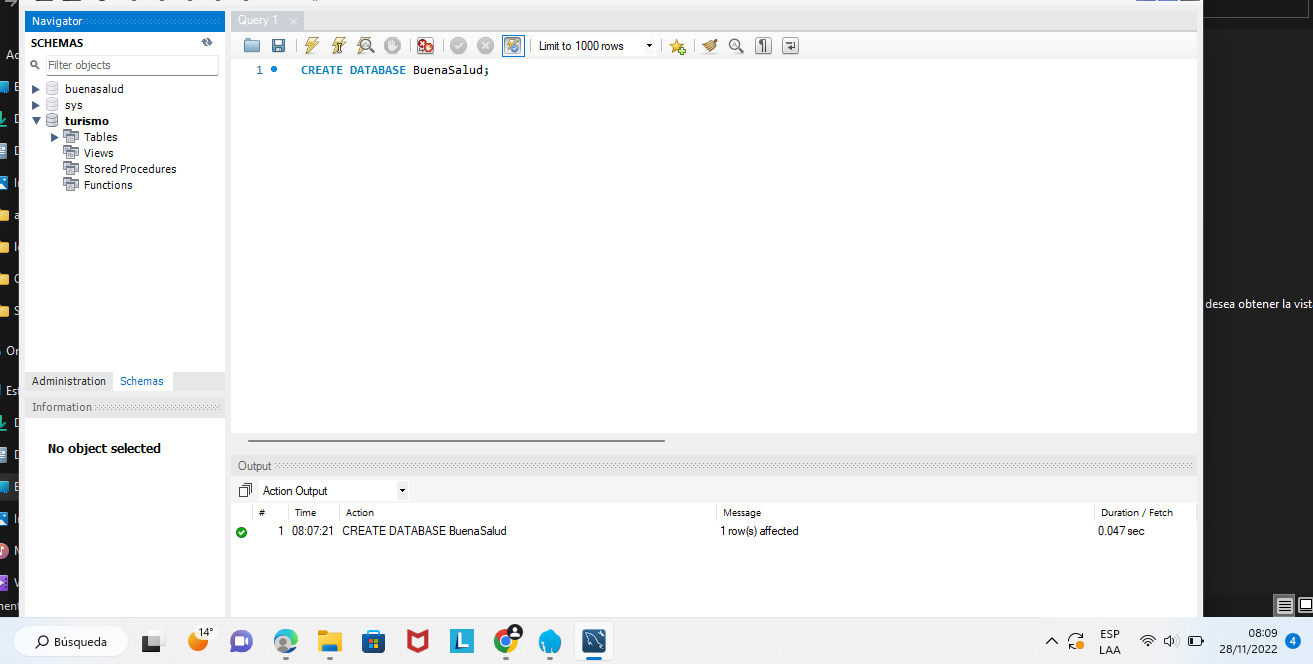 Navigator
SCHEMAS
Filter objects
buenasalud
sys
turismo
Tables
Views
Stored Procedures
Functions
Administration Schemas
Information
No object selected
Query 1
Limit to 1000 rows
1 CREATE DATABASE BuenaSalud;
Output
Action Output
# Time Action Message Duration / Fetch
1 08:07:21 CREATE DATABASE BuenaSalud 1 row(s) affected 0.047 sec
desea obtener la vist
Búsqueda
14°
ESP
LAA
08:09
28/11/2022
4